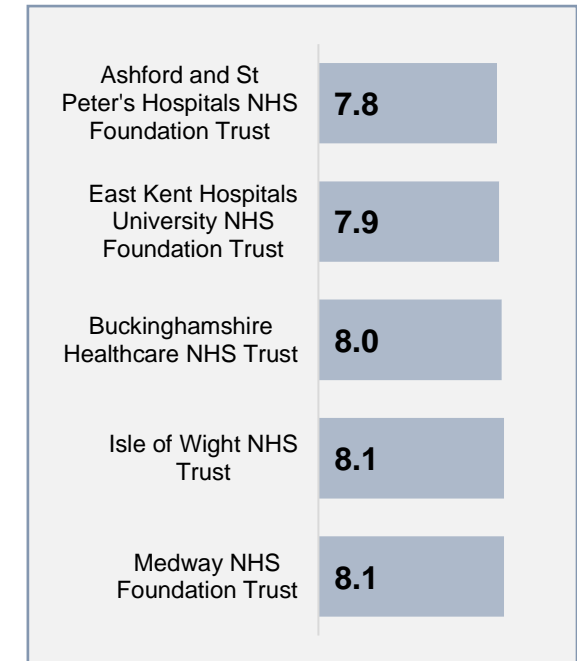 Ashford and St
Peter's Hospitals NHS
Foundation Trust
7.8
East Kent Hospitals
University NHS
Foundation Trust
7.9
Buckinghamshire
Healthcare NHS Trust
8.0
Isle of Wight NHS
Trust
8.1
Medway NHS
Foundation Trust
8.1